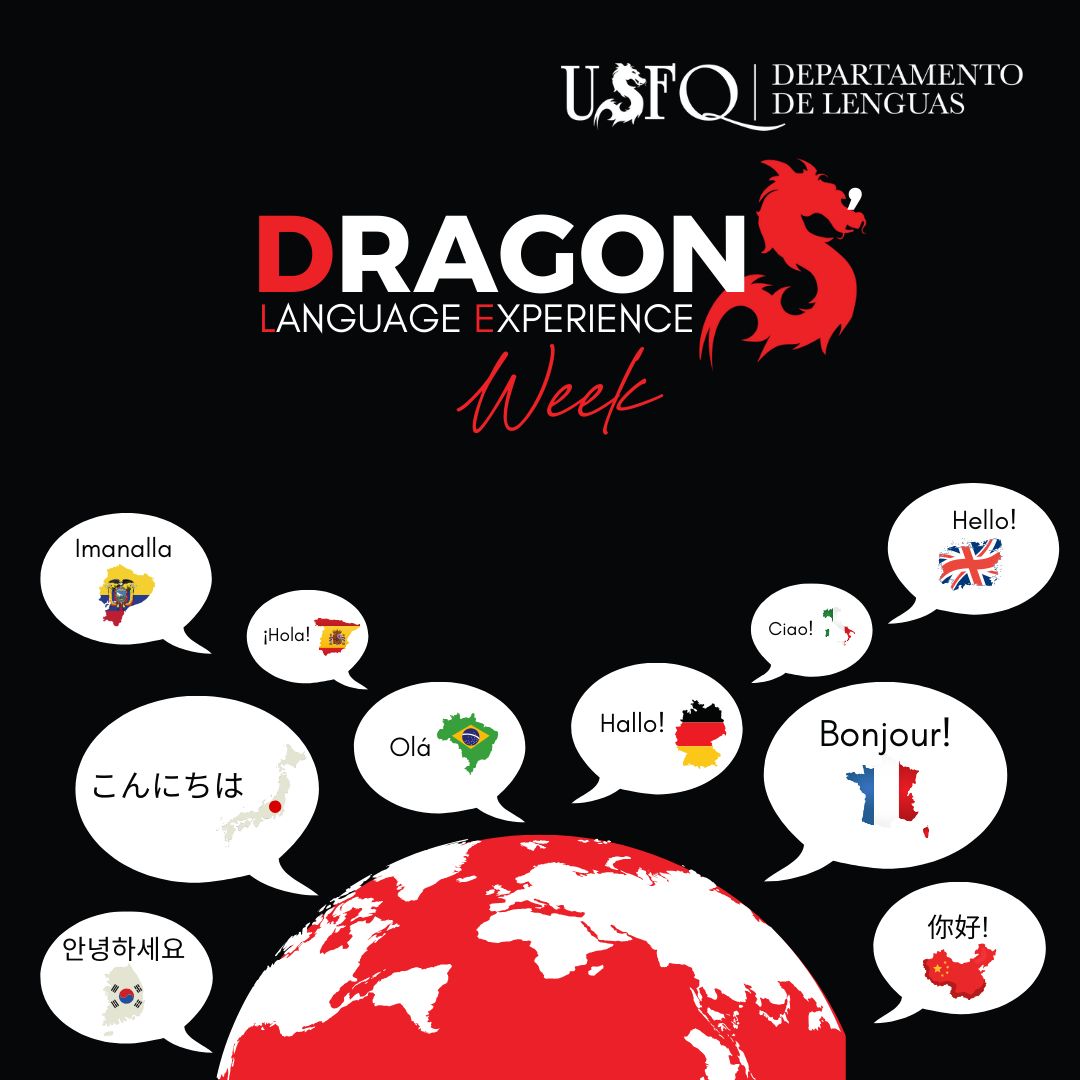 USFQ
DEPARTAMENTO
DE LENGUAS
DRAGONS'
LANGUAGE EXPERIENCE
Week
Imanalla
¡Hola!
Ciao!
Hello!
こんにちは
Olá
Hallo!
Bonjour!
안녕하세요
你好!